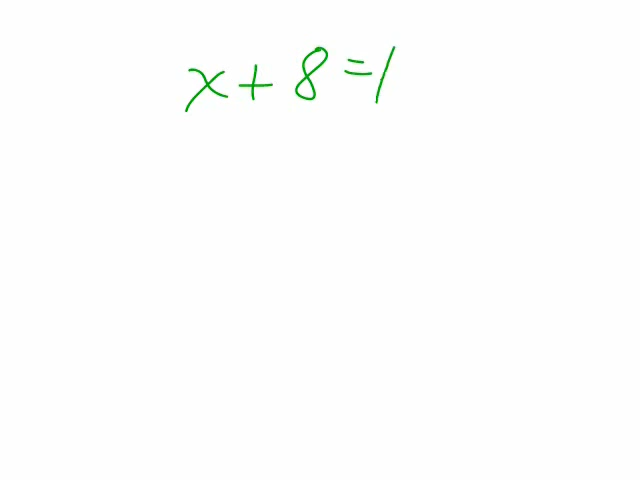 x + 8 = 1